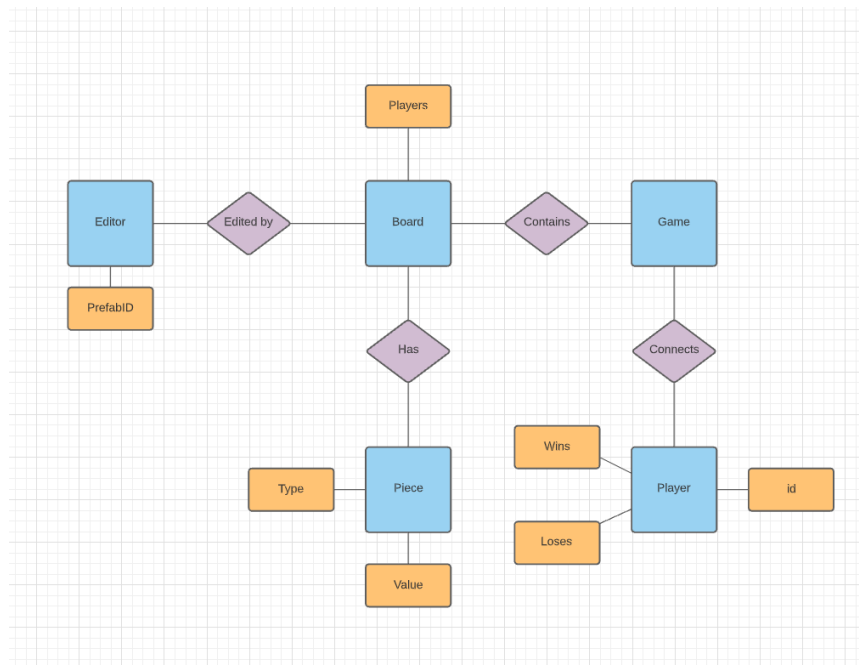 Players
Editor
Edited by
Board
Contains
Game
PrefabID
Has
Connects
Wins
Type
Piece
Player
id
Loses
Value